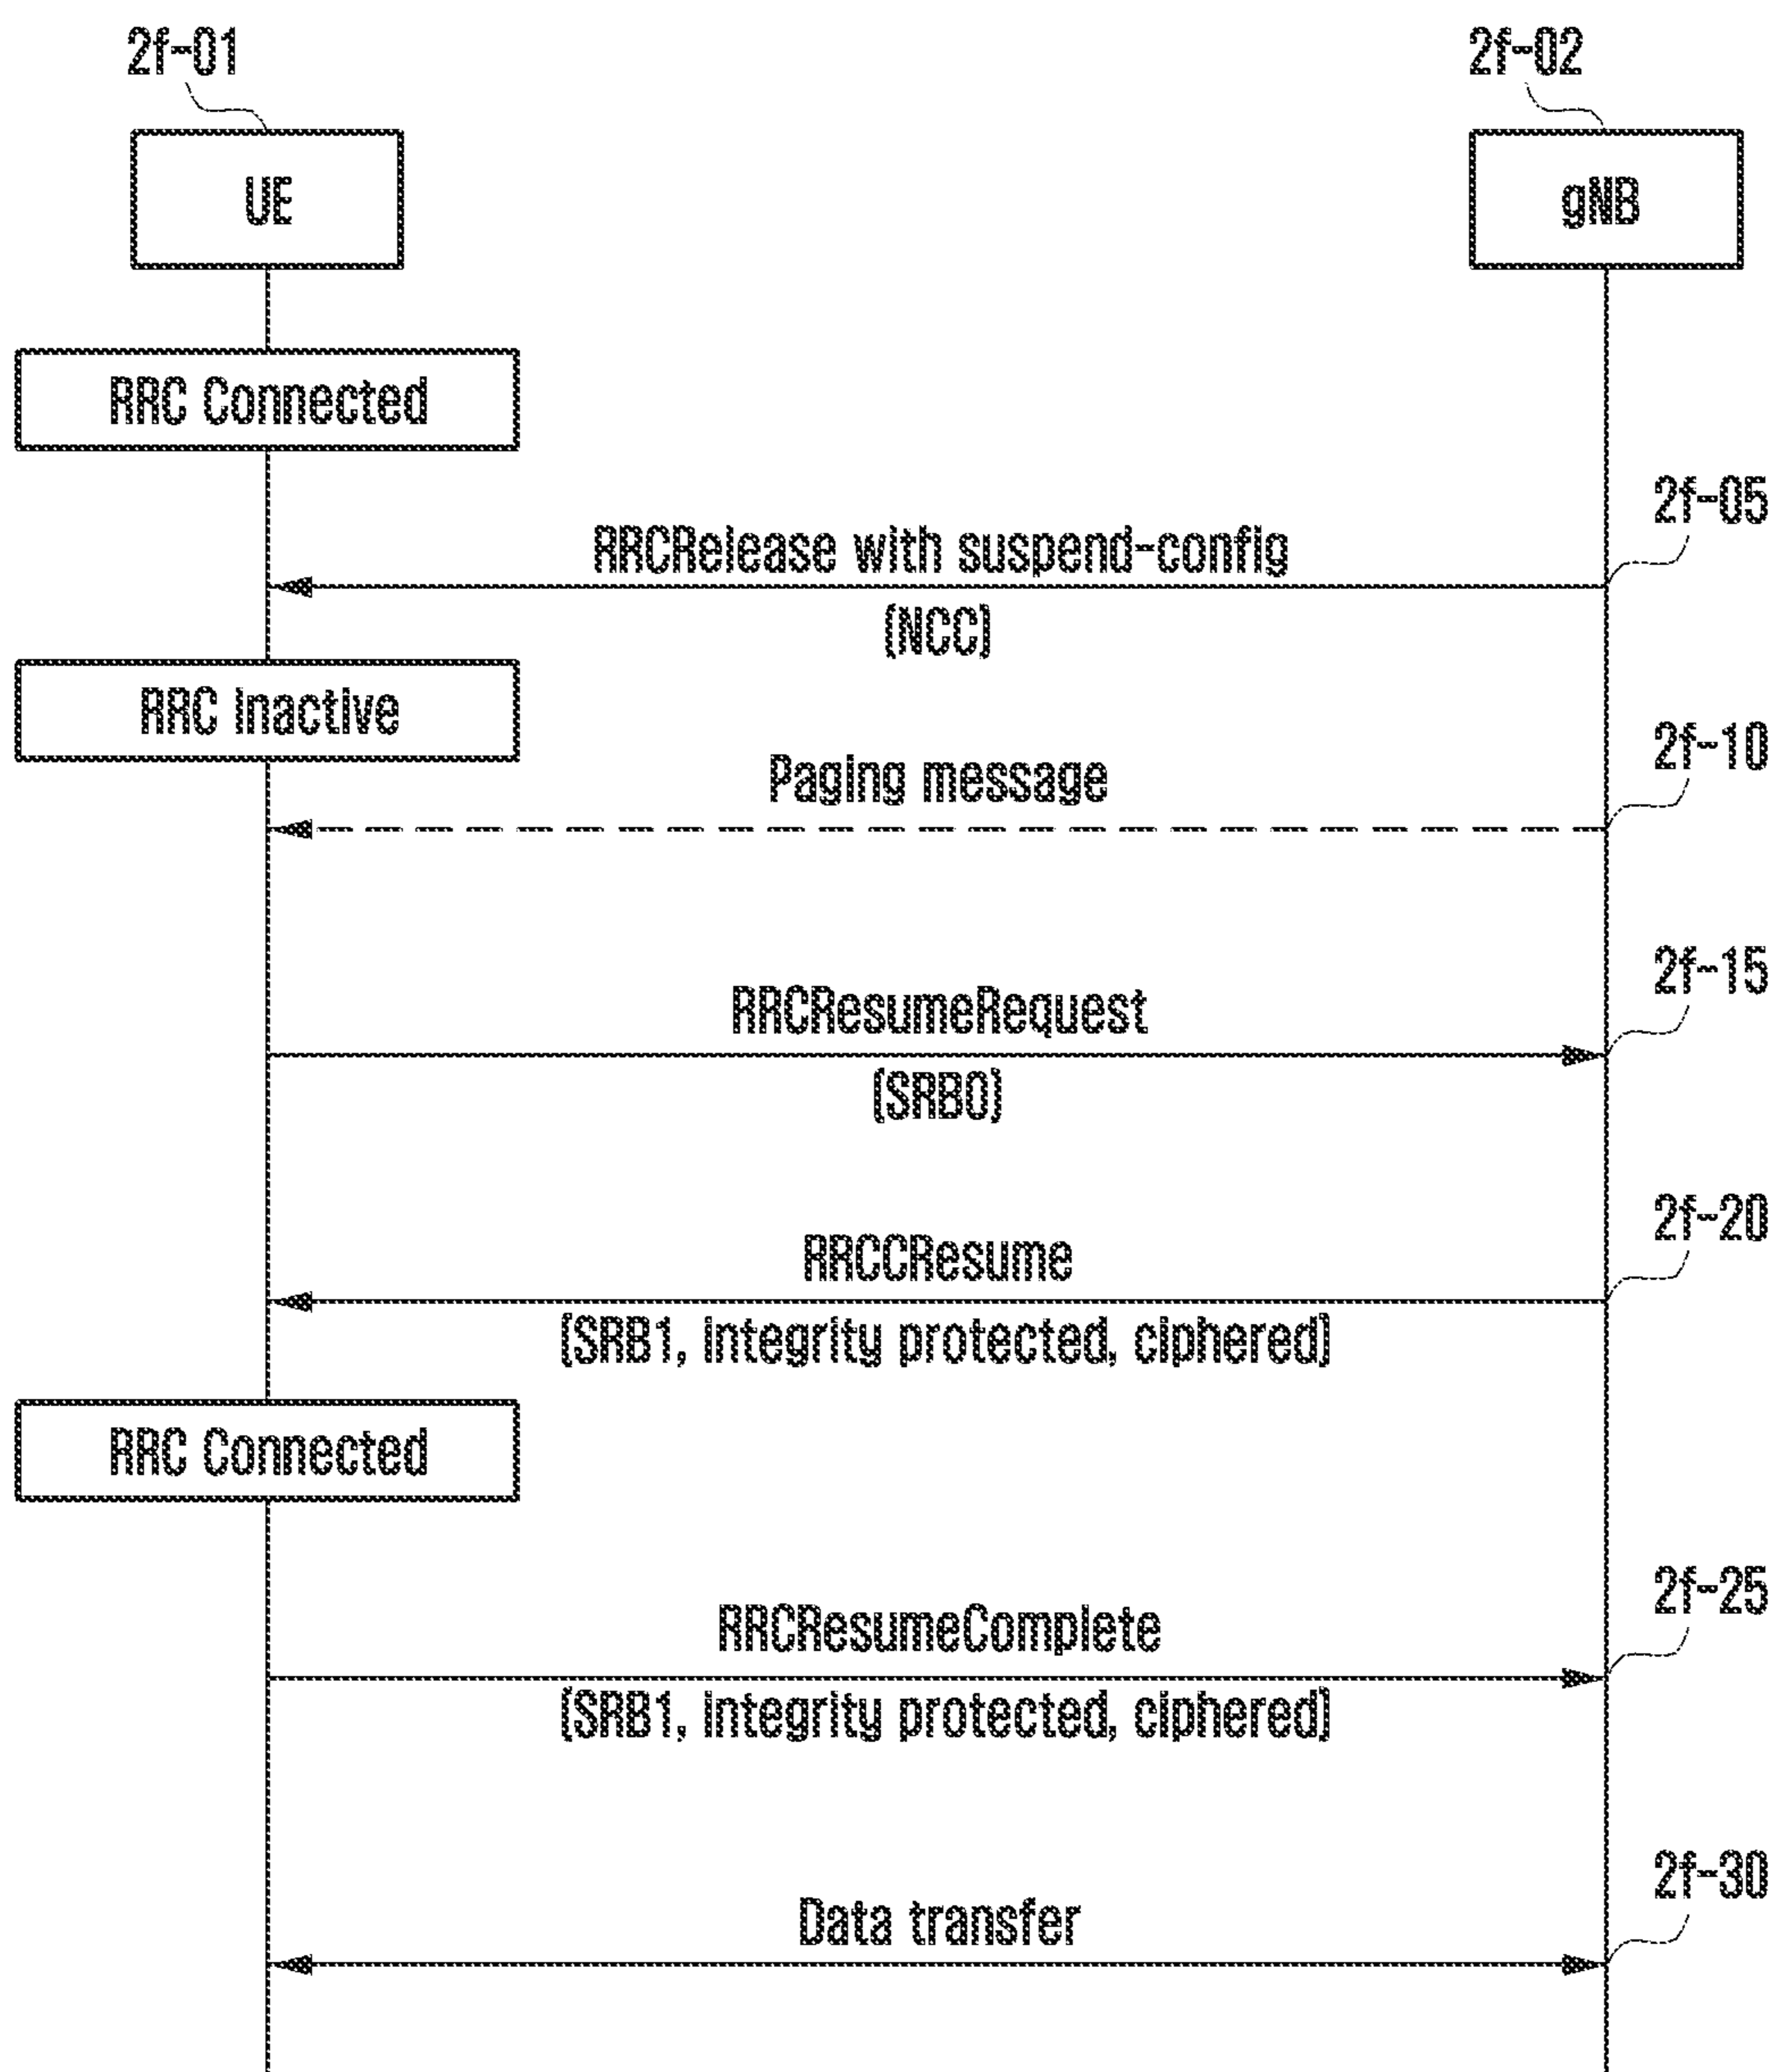 2f-01
2f-02
UE
gNB
RRC Connected
2f-05
RRCRelease with suspend-config
(NCC)
RRC Inactive
2f-10
Paging message
2f-15
RRCResumeRequest
(SRB0)
2f-20
RRCCResume
(SRB1, integrity protected, ciphered)
RRC Connected
2f-25
RRCResumeComplete
(SRB1, integrity protected, ciphered)
2f-30
Data transfer